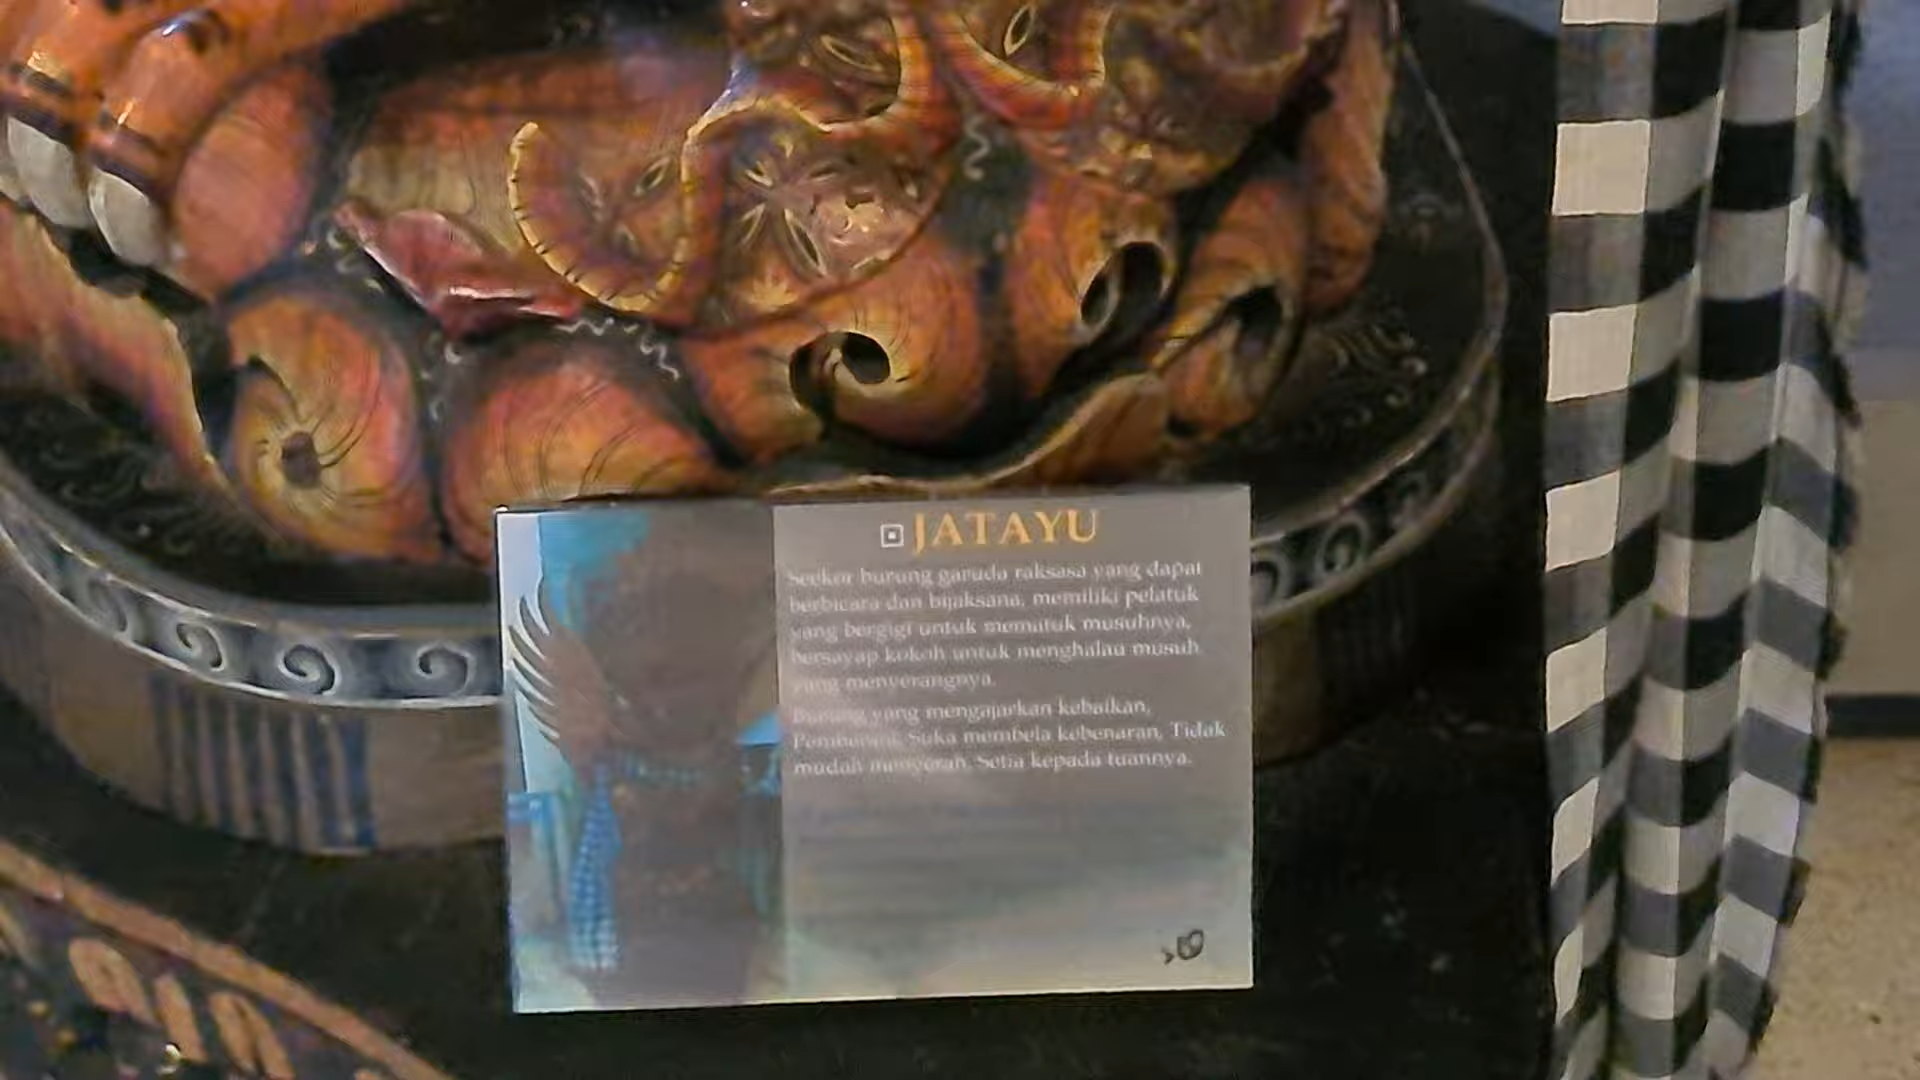 JATAYU
Seekor burung garuda raksasa yang dapat
berbicara dan bijaksana, memiliki pelatuk
yang bergigi untuk mematuk musuhnya,
bersayap kokoh untuk menghalau musuh
yang menyerangnya.
Burung yang mengajarkan kebaikan,
Pemberani, Suka membela kebenaran, Tidak
mudah menyerah, Setia kepada tuannya.